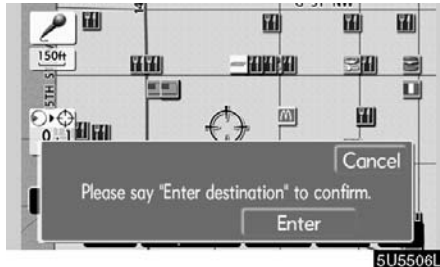 150ft
5TH S
Cancel
Please say "Enter destination" to confirm.
Enter
5U5506L